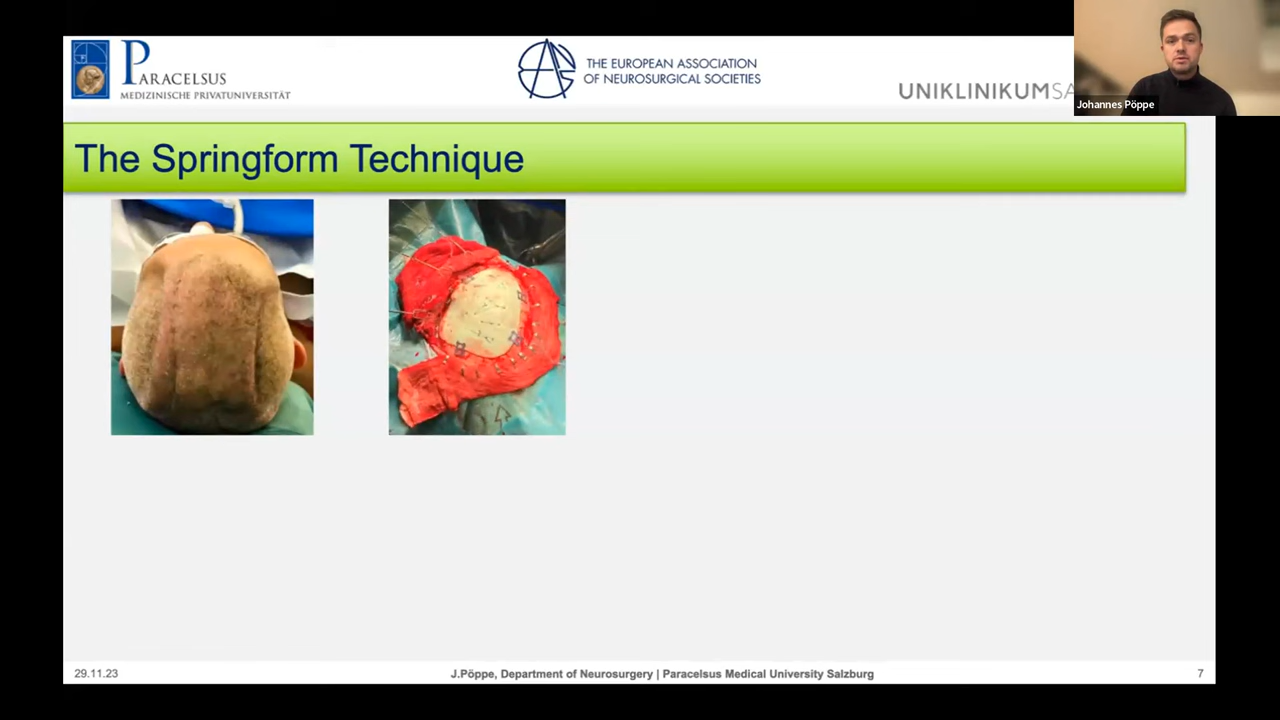 PARACELSUS
MEDIZINISCHE PRIVATUNIVERSITÄT
THE EUROPEAN ASSOCIATION
OF NEUROSURGICAL SOCIETIES
Johannes Pöppe
The Springform Technique
29.11.23
J.Pöppe, Department of Neurosurgery | Paracelsus Medical University Salzburg
7